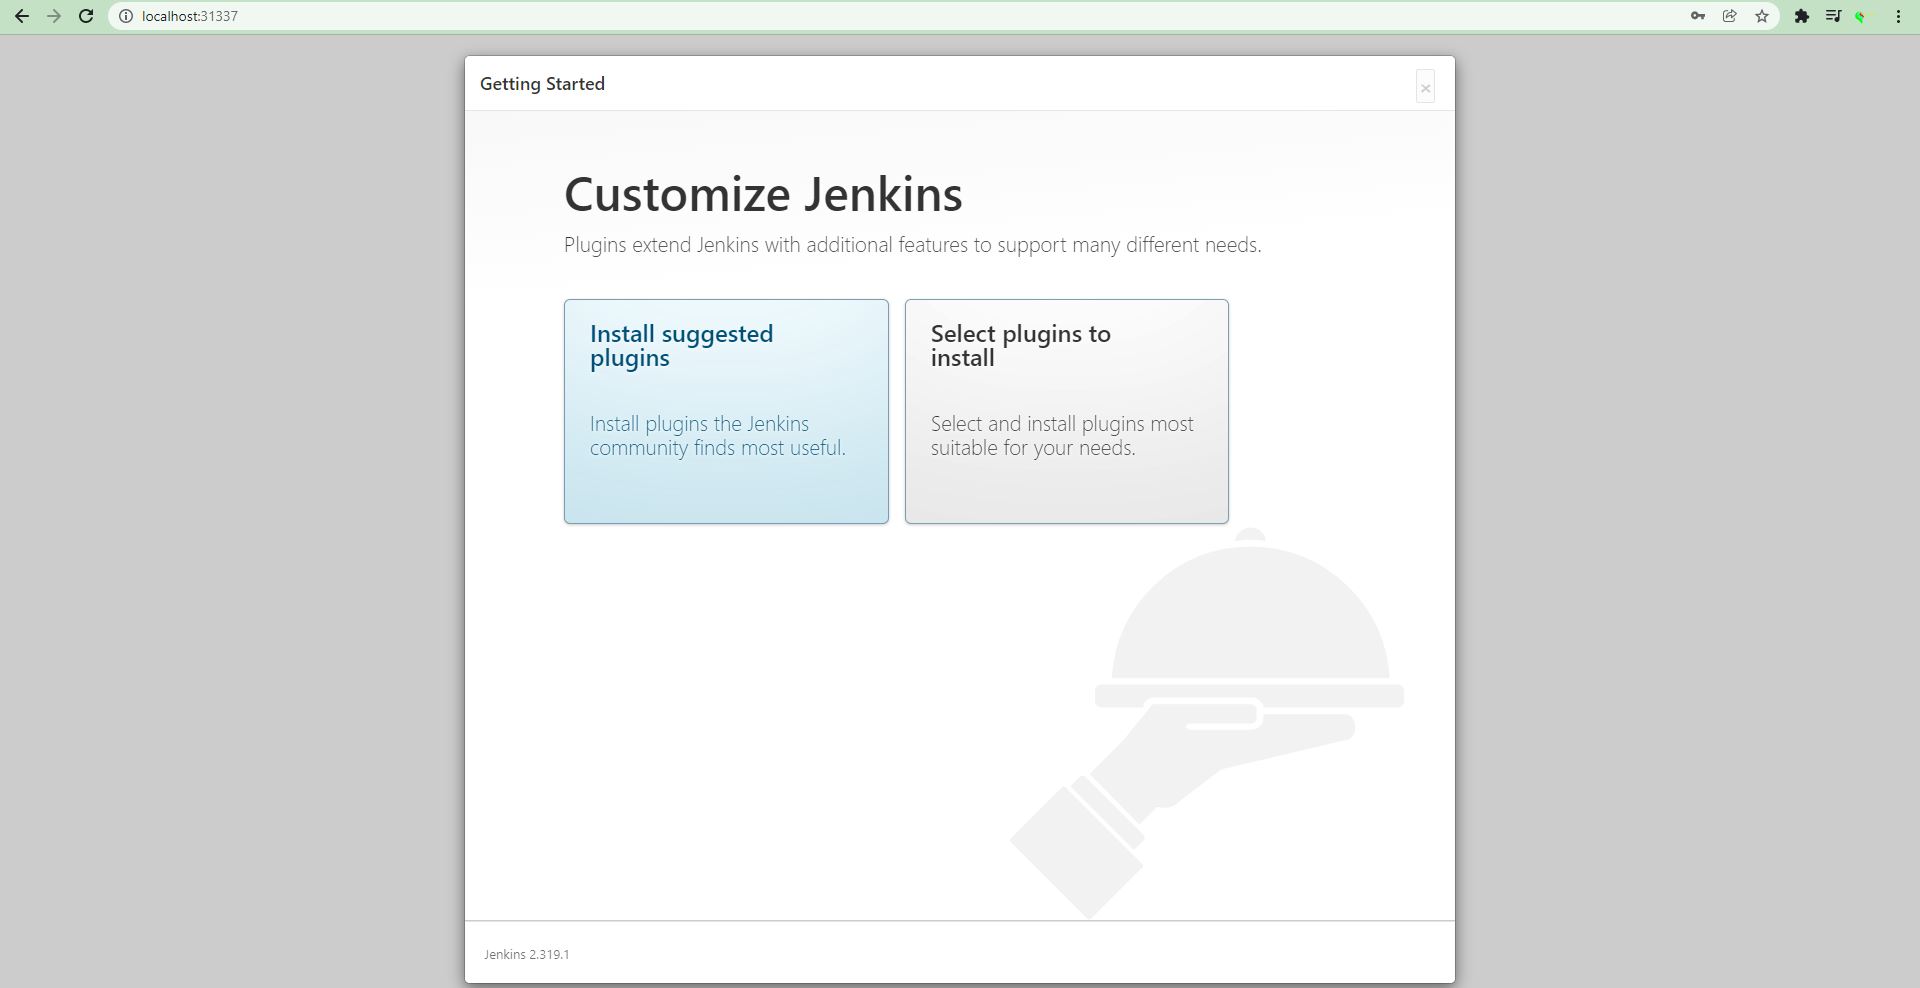 localhost:31337
Getting Started
×
Customize Jenkins
Plugins extend Jenkins with additional features to support many different needs.
Install suggested
plugins
Install plugins the Jenkins
community finds most useful.
Select plugins to
install
Select and install plugins most
suitable for your needs.
Jenkins 2.319.1